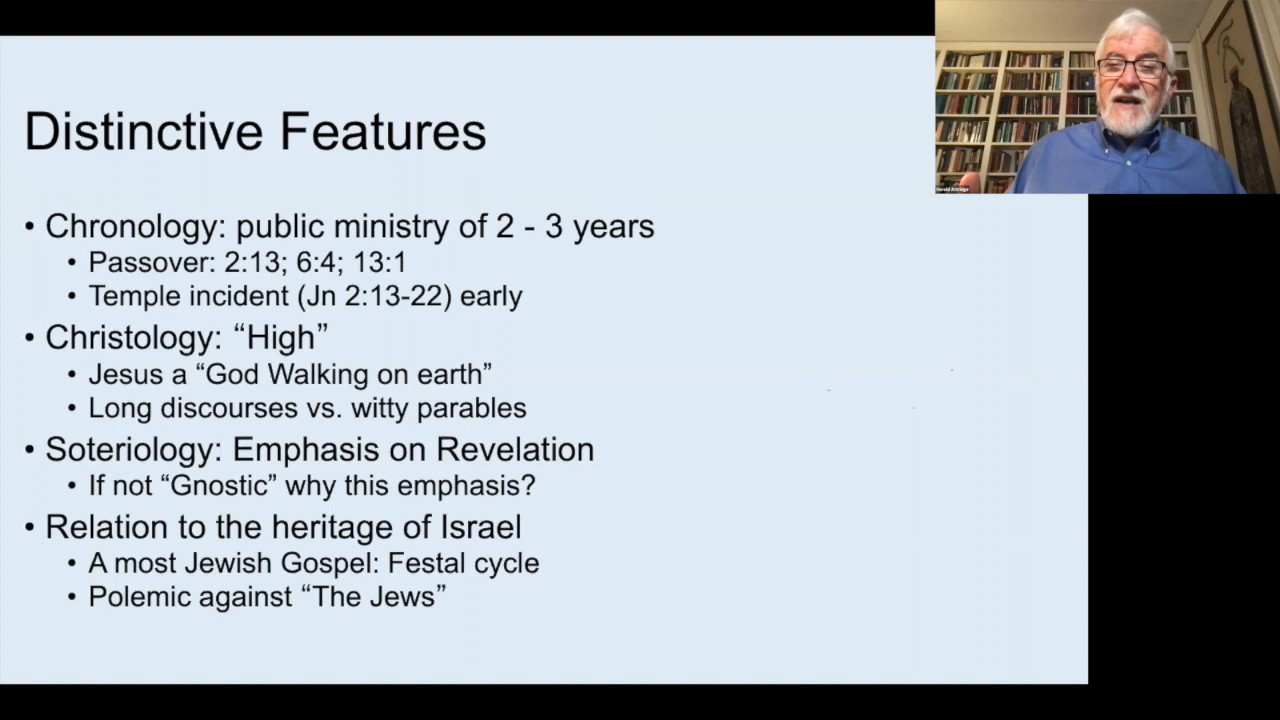 Distinctive Features
• Chronology: public ministry of 2 - 3 years
• Passover: 2:13; 6:4; 13:1
• Temple incident (Jn 2:13-22) early
• Christology: “High”
• Jesus a “God Walking on earth”
• Long discourses vs. witty parables
• Soteriology: Emphasis on Revelation
• If not “Gnostic” why this emphasis?
• Relation to the heritage of Israel
• A most Jewish Gospel: Festal cycle
• Polemic against “The Jews”
Harold Attridge